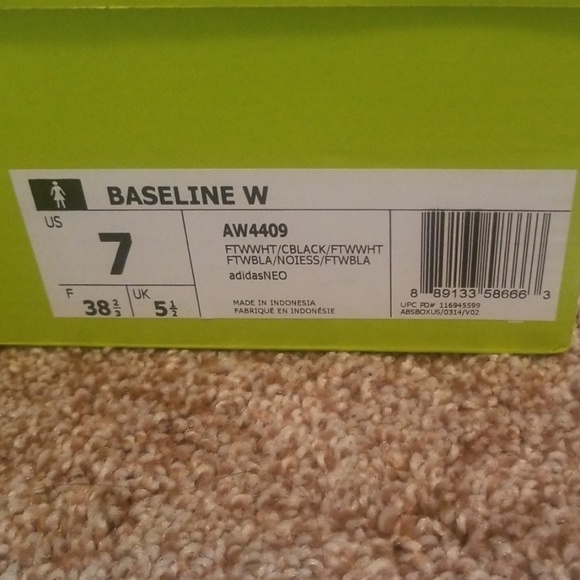 BASELINE W
US
7
F
38 2/3
UK
5 1/2
AW4409
FTWWHT/CBLACK/FTWWHT
FTWBLA/NOIESS/FTWBLA
adidasNEO
MADE IN INDONESIA
FABRIQUÉ EN INDONÉSIE
8 89133 58666 3
UPC PO# 116945599
ABSBOXUS/0314/V02